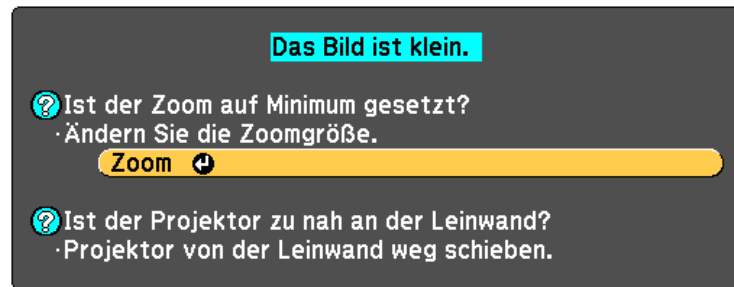 Das Bild ist klein.
Ist der Zoom auf Minimum gesetzt?
·Ändern Sie die Zoomgröße.
Zoom
Ist der Projektor zu nah an der Leinwand?
·Projektor von der Leinwand weg schieben.